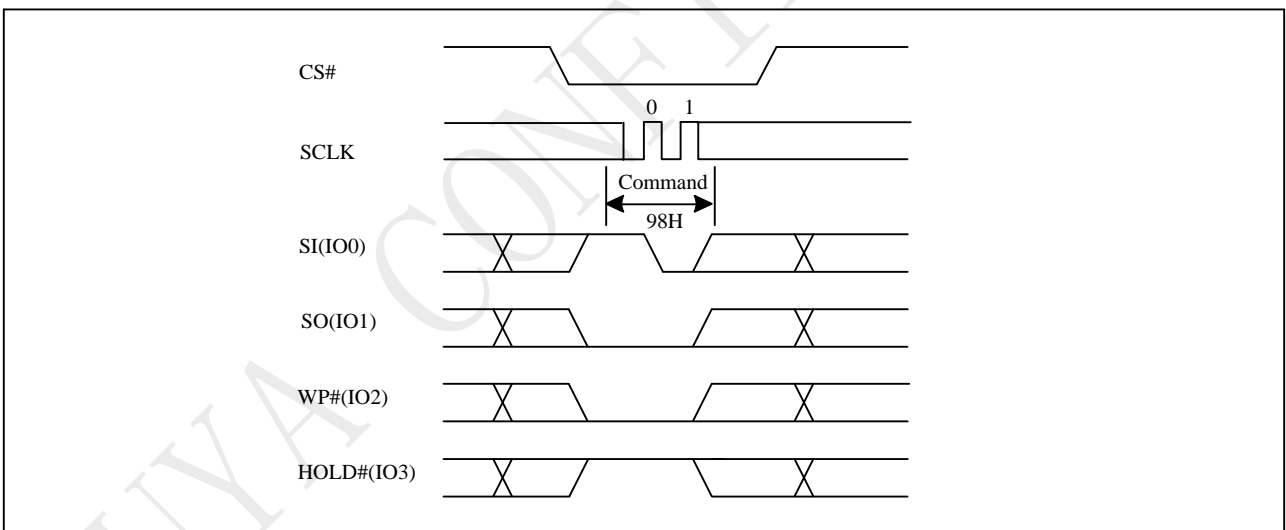 CS#
0 1
SCLK
Command
98H
SI(IO0)
SO(IO1)
WP#(IO2)
HOLD#(IO3)